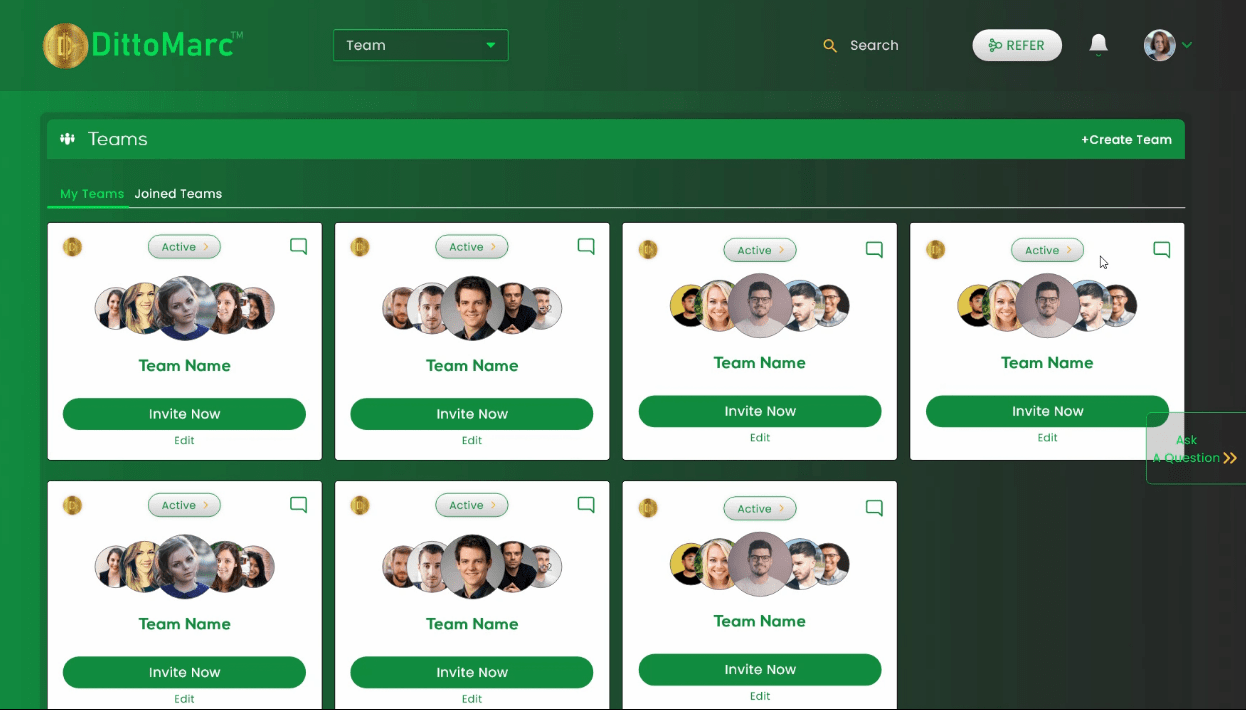 DittoMarc™
Team
Search
REFER
Teams
+Create Team
My Teams Joined Teams
Active
Active
Active
Active
Team Name
Team Name
Team Name
Team Name
Invite Now
Invite Now
Invite Now
Invite Now
Edit
Edit
Edit
Edit
Ask
A Question
Active
Active
Active
Team Name
Team Name
Team Name
Invite Now
Invite Now
Invite Now
Edit
Edit
Edit